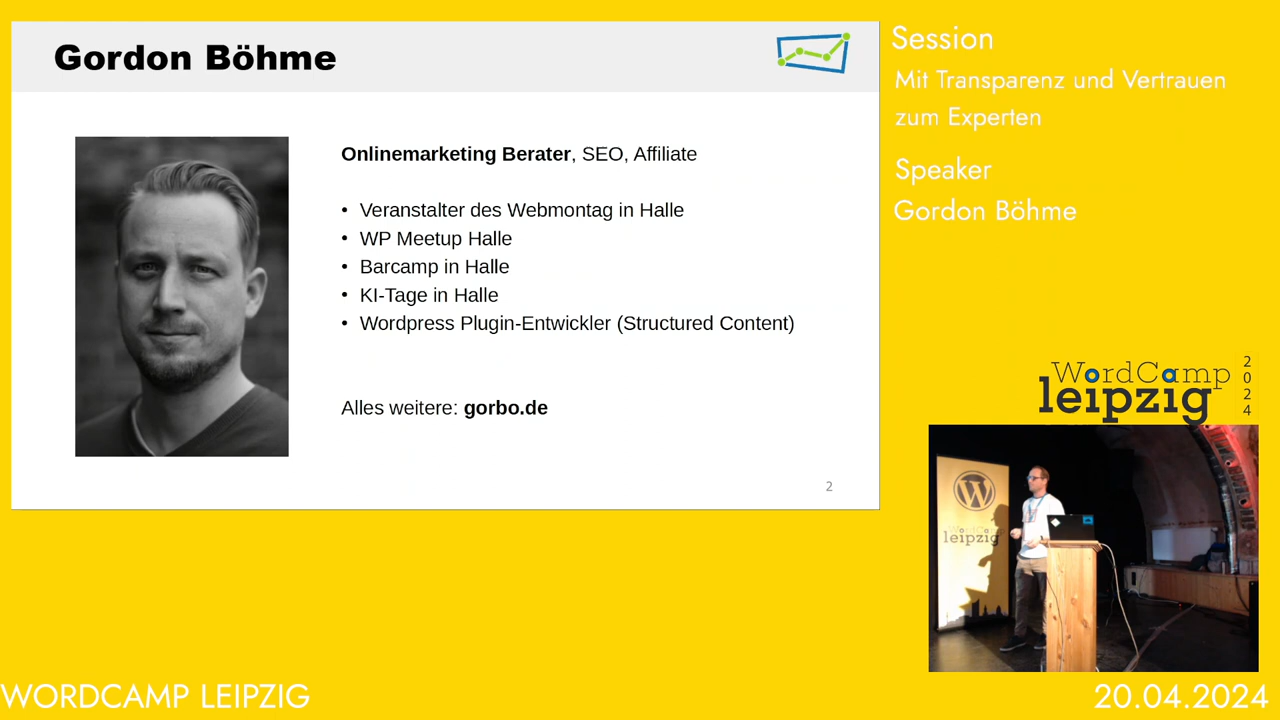 Gordon Böhme
Onlinemarketing Berater, SEO, Affiliate
• Veranstalter des Webmontag in Halle
• WP Meetup Halle
• Barcamp in Halle
• KI-Tage in Halle
• Wordpress Plugin-Entwickler (Structured Content)
Alles weitere: gorbo.de
2
Session
Mit Transparenz und Vertrauen
zum Experten
Speaker
Gordon Böhme
WordCamp
leipzig
2024
WordCamp
leipzig
WORDCAMP LEIPZIG
20.04.2024